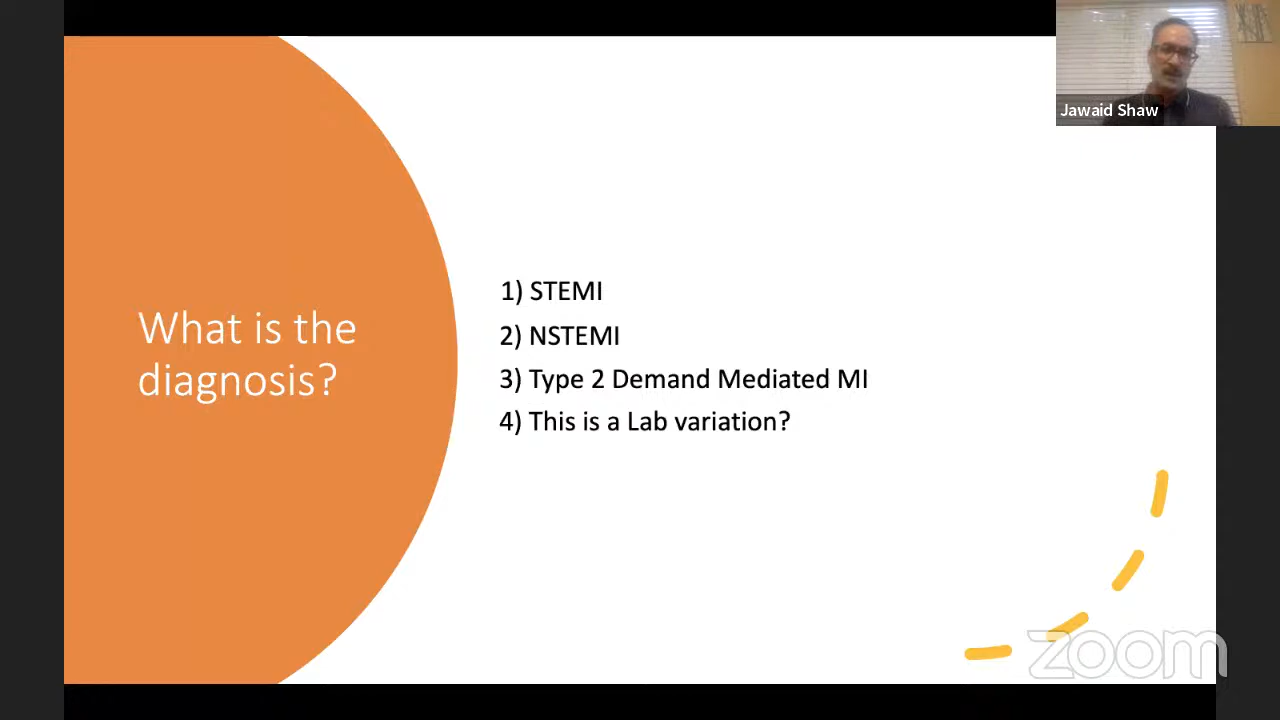 Jawaid Shaw
What is the
diagnosis?
1) STEMI
2) NSTEMI
3) Type 2 Demand Mediated MI
4) This is a Lab variation?
zoom